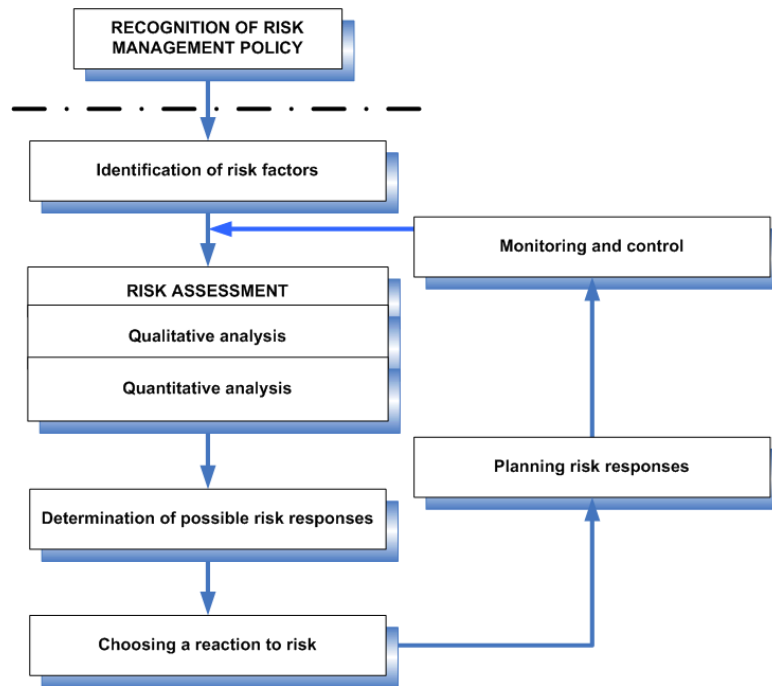 RECOGNITION OF RISK
MANAGEMENT POLICY
Identification of risk factors
Monitoring and control
RISK ASSESSMENT
Qualitative analysis
Quantitative analysis
Planning risk responses
Determination of possible risk responses
Choosing a reaction to risk